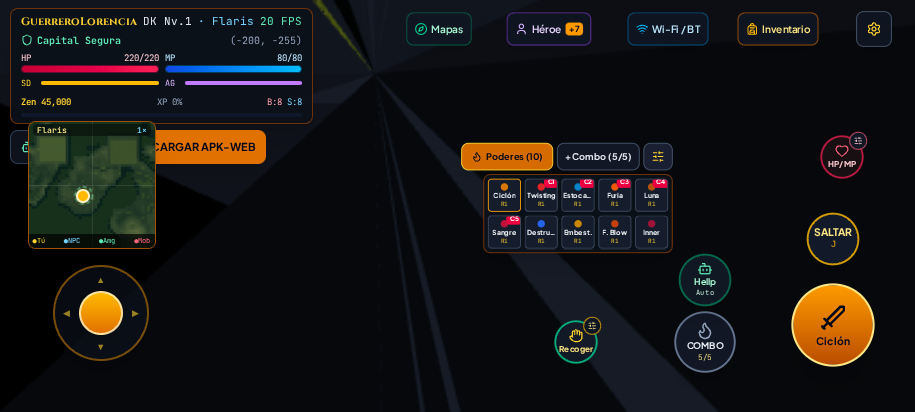 GUERREROLORENCIA DK Nv.1 · Flaris 20 FPS
Capital Segura (-200, -255)
HP 220/220 MP 80/80
SD AG
Zen 45,000 XP 0% B:8 S:8
Mapas
Héroe +7
Wi-Fi / BT
Inventario
CARGAR APK-WEB
Flaris 1×
Tú NPC Amg Mob
Poderes (10)
+Combo (5/5)
Ciclón R1
C1 Twisting R1
C2 Estoca... R1
C3 Furia R1
C4 Luna R1
C5 Sangre R1
Destru... R1
Embest. R1
F. Blow R1
Inner R1
HP/MP
SALTAR
J
Hellp
Auto
Recoger
COMBO
5/5
Ciclón